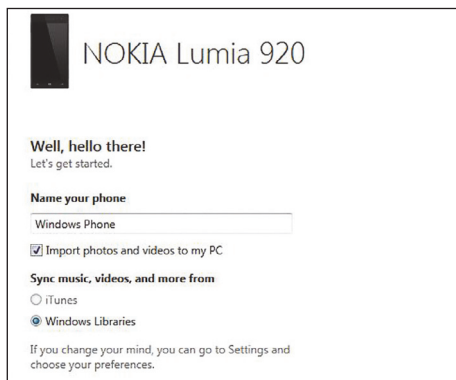 NOKIA Lumia 920
Well, hello there!
Let's get started.
Name your phone
Windows Phone
Import photos and videos to my PC
Sync music, videos, and more from
iTunes
Windows Libraries
If you change your mind, you can go to Settings and
choose your preferences.